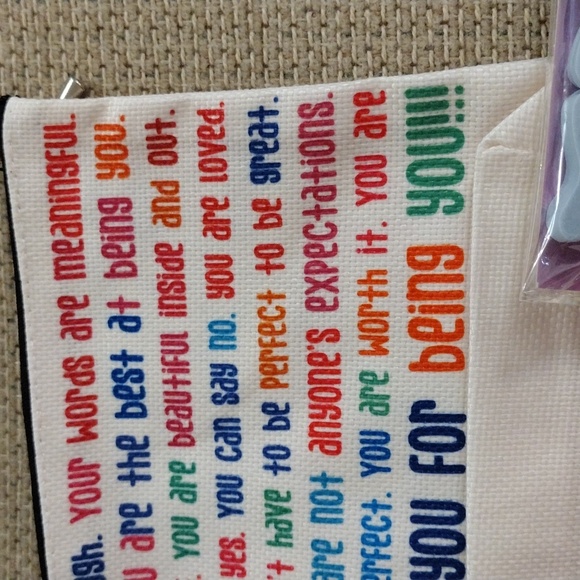 ugh. YOUR WORDS ARE MEANINGFUL.
U ARE the best at being YOU.
YOU ARE beautiful inside and out.
yes. YOU CAN SAY NO. YOU ARE LOVED.
't have to be perfect to be great.
are not anyone's expectations.
erfect. YOU ARE WORTH it. YOU ARE
YOU FOR being YOU!!!